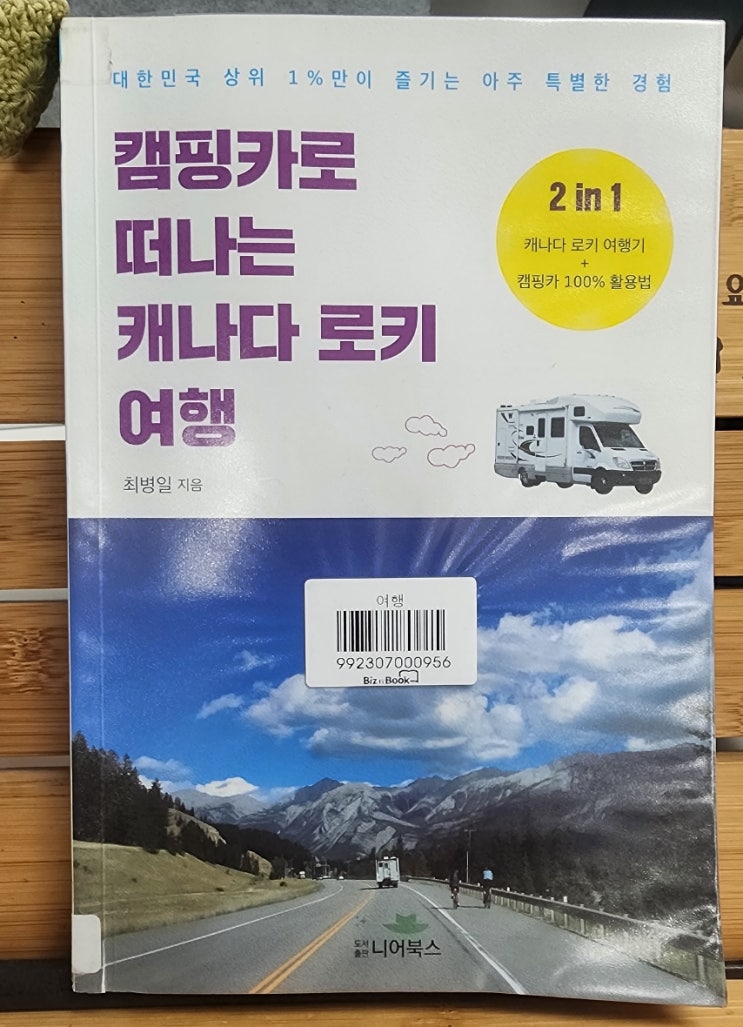 대한민국 상위 1%만이 즐기는 아주 특별한 경험
캠핑카로
떠나는
캐나다 로키
여행
최병일 지음
2 in 1
캐나다 로키 여행기
+
캠핑카 100% 활용법
앞
여행
992307000956
Biz n Book
도서
출판
니어북스